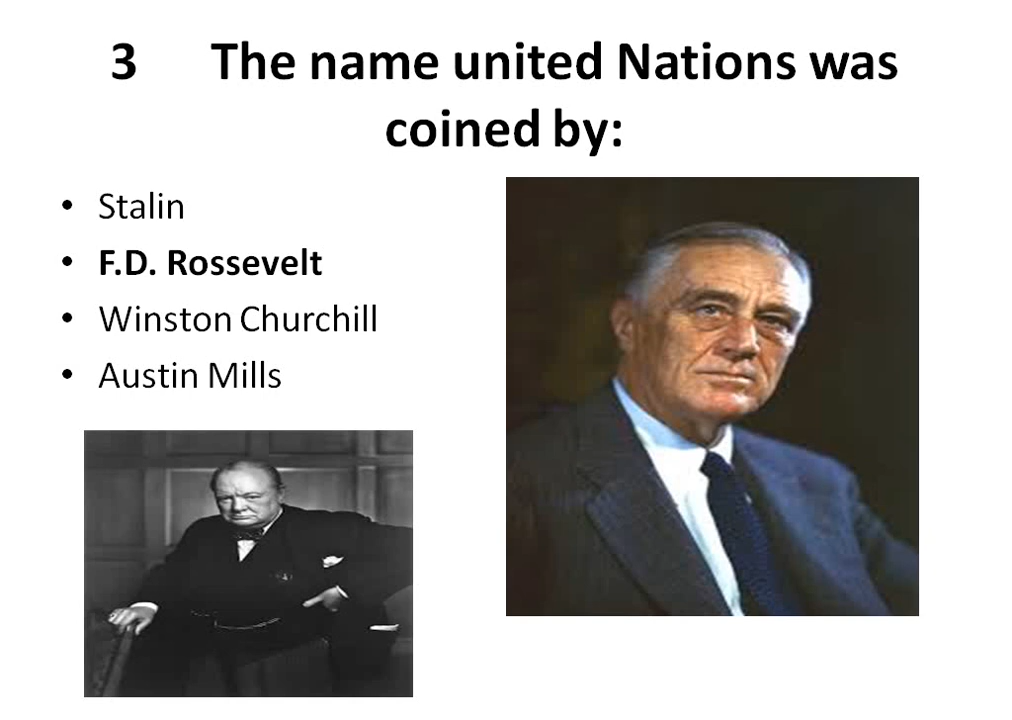 3 The name united Nations was
coined by:
• Stalin
• F.D. Rossevelt
• Winston Churchill
• Austin Mills